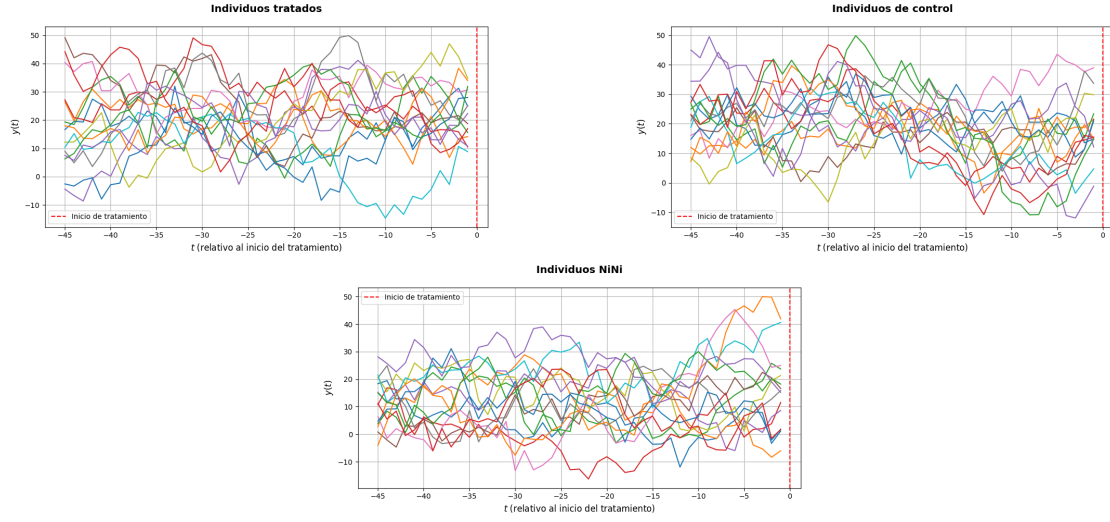 Individuos tratados
50
40
30
20
10
0
−10
y(t)
Inicio de tratamiento
−45 −40 −35 −30 −25 −20 −15 −10 −5 0
t (relativo al inicio del tratamiento)
Individuos de control
50
40
30
20
10
0
−10
y(t)
Inicio de tratamiento
−45 −40 −35 −30 −25 −20 −15 −10 −5 0
t (relativo al inicio del tratamiento)
Individuos NiNi
Inicio de tratamiento
50
40
30
20
10
0
−10
y(t)
−45 −40 −35 −30 −25 −20 −15 −10 −5 0
t (relativo al inicio del tratamiento)